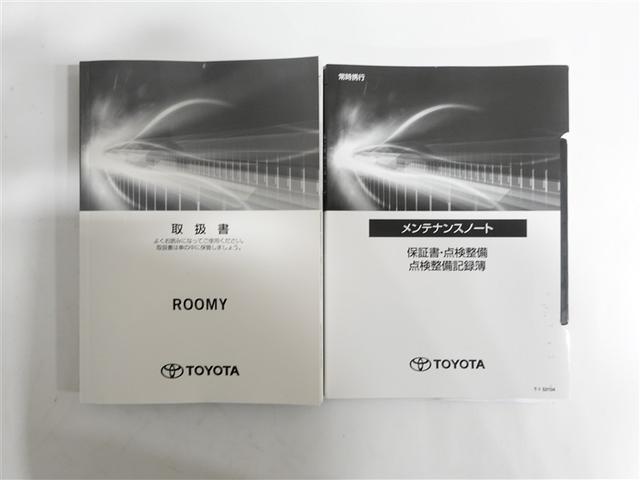 取扱書
よくお読みになってご使用ください。
取扱書は車の中に保管しましょう。
ROOMY
TOYOTA
常時携行
メンテナンスノート
保証書・点検整備
点検整備記録簿
TOYOTA